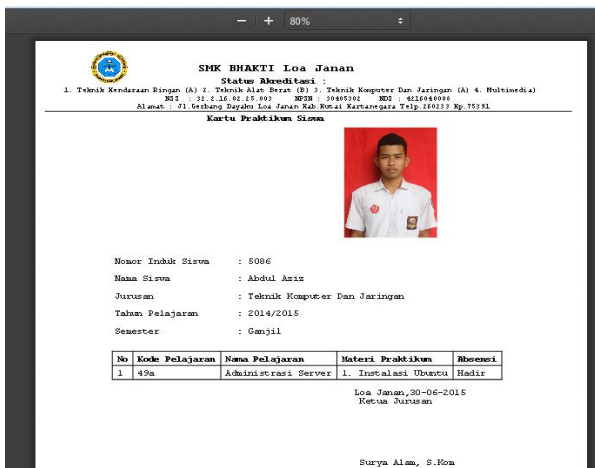 80%
SMK BHAKTI Loa Janan
Status Akreditasi :
1. Teknik Kendaraan Ringan (A) 2. Teknik Alat Berat (B) 3. Teknik Komputer Dan Jaringan (A) 4. Multimedia)
NSS : 32.2.16.02.25.003 NPSN : 30405302 NDS : 4216040008
Alamat : Jl.Gerbang Dayaku Loa Janan Kab.Kutai Kartanegara Telp.260233 Kp.75391
Kartu Praktikum Siswa
Nomor Induk Siswa : 5086
Nama Siswa : Abdul Aziz
Jurusan : Teknik Komputer Dan Jaringan
Tahun Pelajaran : 2014/2015
Semester : Ganjil
No Kode Pelajaran Nama Pelajaran Materi Praktikum Absensi
1 49a Administrasi Server 1. Instalasi Ubuntu Hadir
Loa Janan,30-06-2015
Ketua Jurusan
Surya Alam, S.Kom